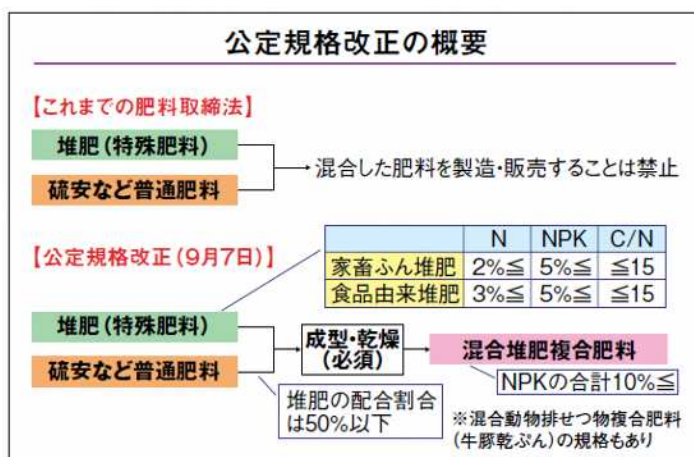 公定規格改正の概要
【これまでの肥料取締法】
堆肥(特殊肥料)
硫安など普通肥料
混合した肥料を製造・販売することは禁止
【公定規格改正(9月7日)】
N NPK C/N
家畜ふん堆肥 2%≦ 5%≦ ≦15
食品由来堆肥 3%≦ 5%≦ ≦15
堆肥(特殊肥料)
硫安など普通肥料
成型・乾燥
(必須)
混合堆肥複合肥料
NPKの合計10%≦
堆肥の配合割合
は50%以下
※混合動物排せつ物複合肥料
(牛豚乾ぷん)の規格もあり